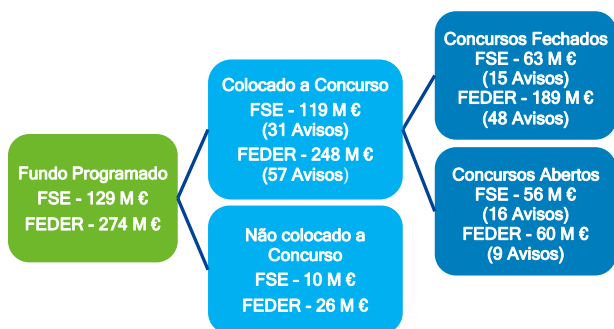 Fundo Programado
FSE - 129 M €
FEDER - 274 M €
Colocado a Concurso
FSE - 119 M €
(31 Avisos)
FEDER - 248 M €
(57 Avisos)
Não colocado a
Concurso
FSE - 10 M €
FEDER - 26 M €
Concursos Fechados
FSE - 63 M €
(15 Avisos)
FEDER - 189 M €
(48 Avisos)
Concursos Abertos
FSE - 56 M €
(16 Avisos)
FEDER - 60 M €
(9 Avisos)